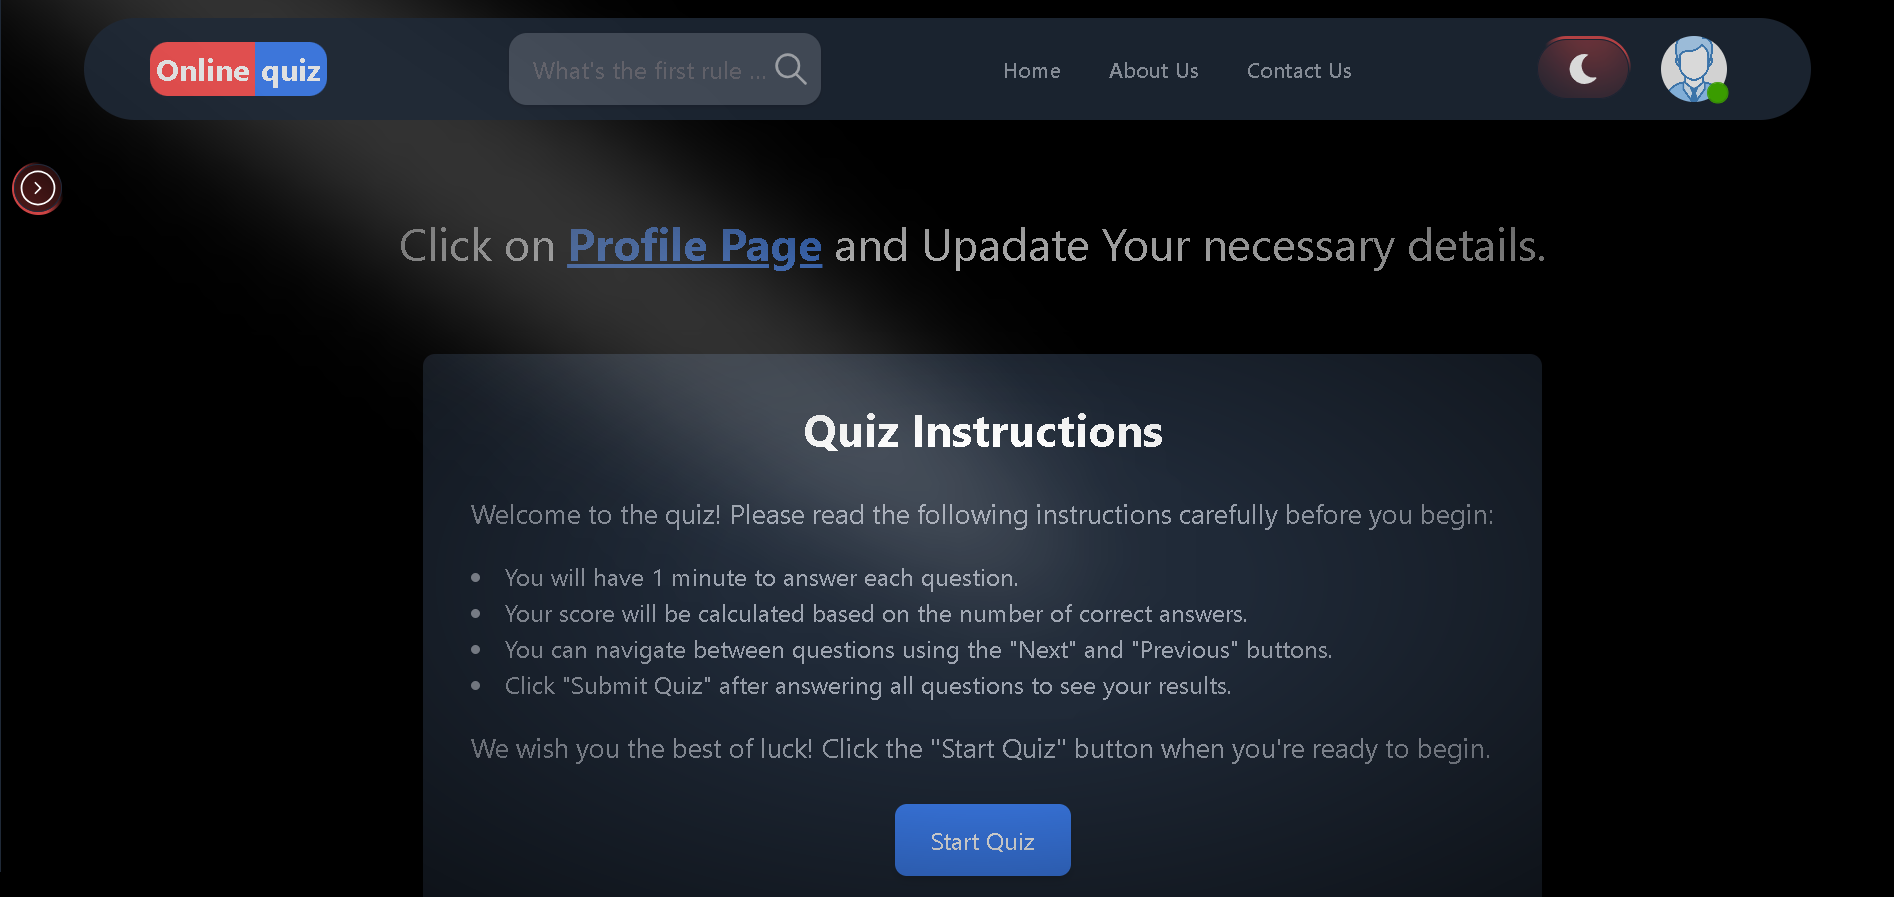 Online quiz
What's the first rule ...
Home
About Us
Contact Us
Click on Profile Page and Upadate Your necessary details.
Quiz Instructions
Welcome to the quiz! Please read the following instructions carefully before you begin:
• You will have 1 minute to answer each question.
• Your score will be calculated based on the number of correct answers.
• You can navigate between questions using the "Next" and "Previous" buttons.
• Click "Submit Quiz" after answering all questions to see your results.
We wish you the best of luck! Click the "Start Quiz" button when you're ready to begin.
Start Quiz